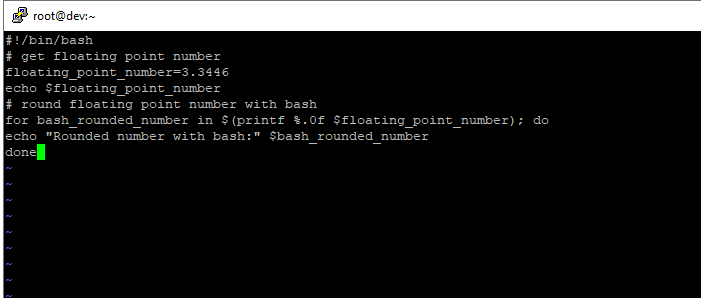 root@dev:~
#!/bin/bash
# get floating point number
floating_point_number=3.3446
echo $floating_point_number
# round floating point number with bash
for bash_rounded_number in $(printf %.0f $floating_point_number); do
echo "Rounded number with bash:" $bash_rounded_number
done
~
~
~
~
~
~
~
~
~